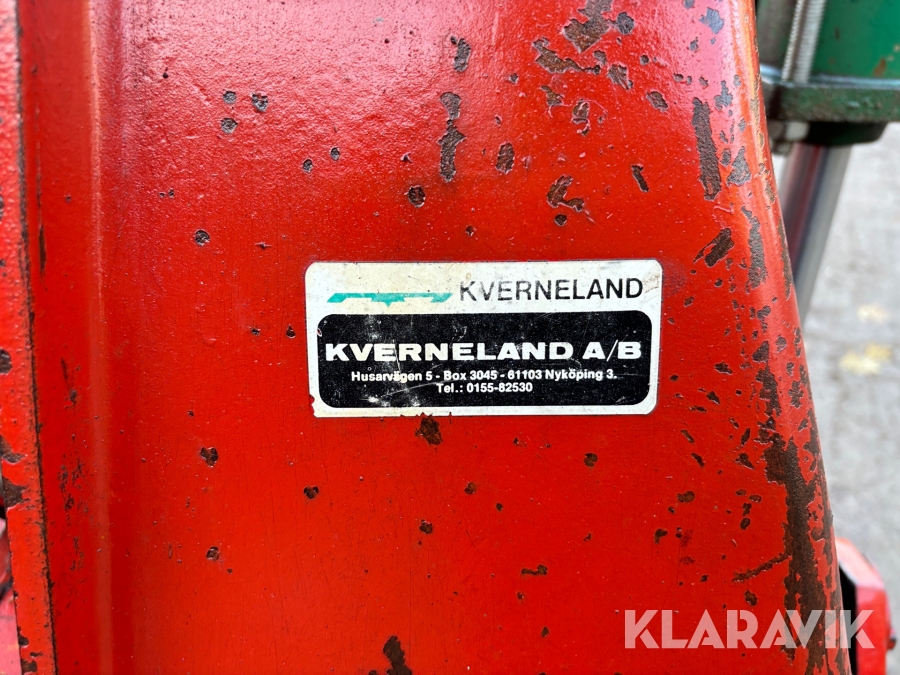 KVERNELAND
KVERNELAND A/B
Husarvägen 5 - Box 3045 - 61103 Nyköping 3.
Tel.: 0155-82530
KLARAVIK